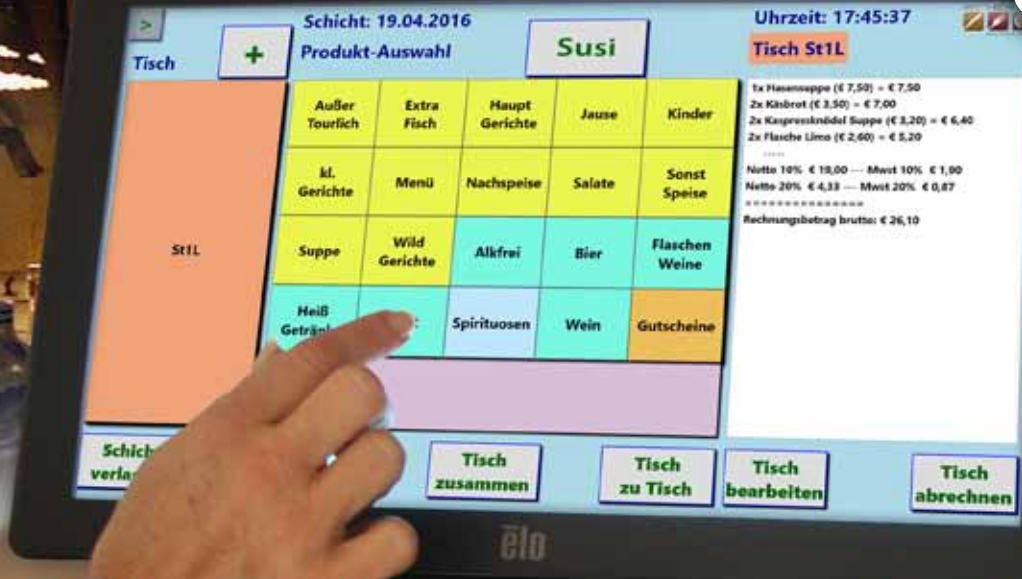 >
Tisch
+
Schicht: 19.04.2016
Produkt-Auswahl
Susi
Uhrzeit: 17:45:37
Tisch St1L
St1L
Außer
Tourlich
Extra
Fisch
Haupt
Gerichte
Jause
Kinder
kl.
Gerichte
Menü
Nachspeise
Salate
Sonst
Speise
Suppe
Wild
Gerichte
Alkfrei
Bier
Flaschen
Weine
Heiß
Spirituosen
Wein
Gutscheine
1x Hasensuppe (€ 7,50) = € 7,50
2x Käsbrot (€ 3,50) = € 7,00
2x Kaspressknödel Suppe (€ 3,20) = € 6,40
2x Flasche Limo (€ 2,60) = € 5,20
-----
Netto 10% € 19,00 --- Mwst 10% € 1,90
Netto 20% € 4,33 --- Mwst 20% € 0,87
===============
Rechnungsbetrag brutto: € 26,10
Tisch
zusammen
Tisch
zu Tisch
Tisch
bearbeiten
Tisch
abrechnen
elo